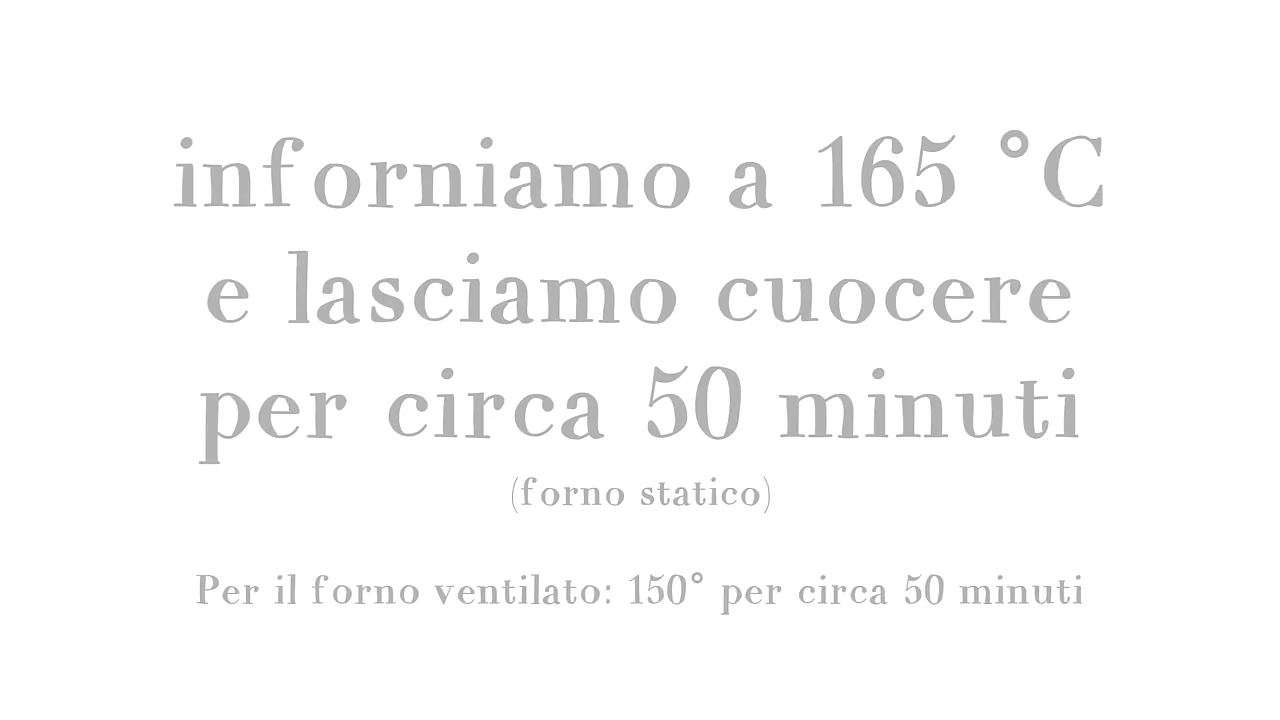 inforniamo a 165 °C
e lasciamo cuocere
per circa 50 minuti
(forno statico)
Per il forno ventilato: 150° per circa 50 minuti